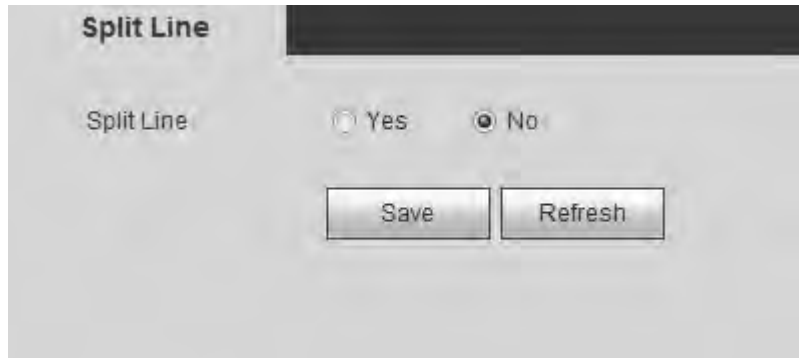 Split Line
Split Line Yes No
Save Refresh